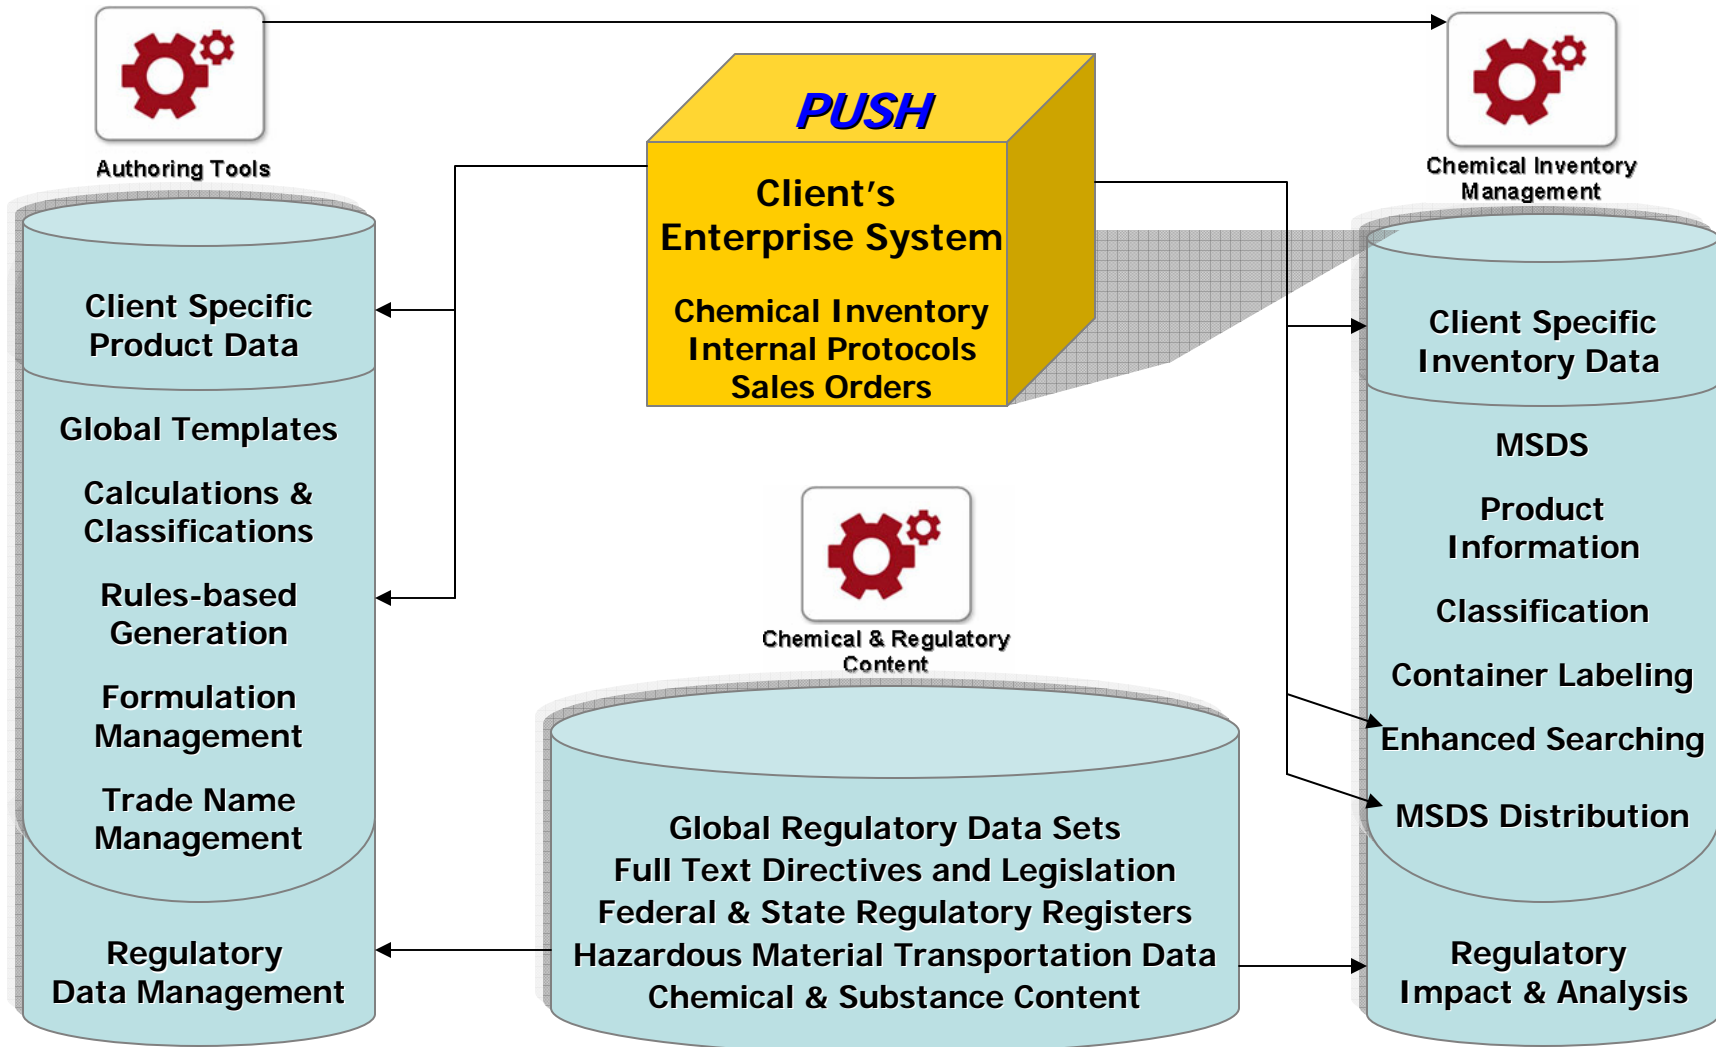 Authoring Tools
Client Specific
Product Data
Global Templates
Calculations &
Classifications
Rules-based
Generation
Formulation
Management
Trade Name
Management
Regulatory
Data Management
PUSH
Client's
Enterprise System
Chemical Inventory
Internal Protocols
Sales Orders
Chemical & Regulatory
Content
Global Regulatory Data Sets
Full Text Directives and Legislation
Federal & State Regulatory Registers
Hazardous Material Transportation Data
Chemical & Substance Content
Chemical Inventory
Management
Client Specific
Inventory Data
MSDS
Product
Information
Classification
Container Labeling
Enhanced Searching
MSDS Distribution
Regulatory
Impact & Analysis